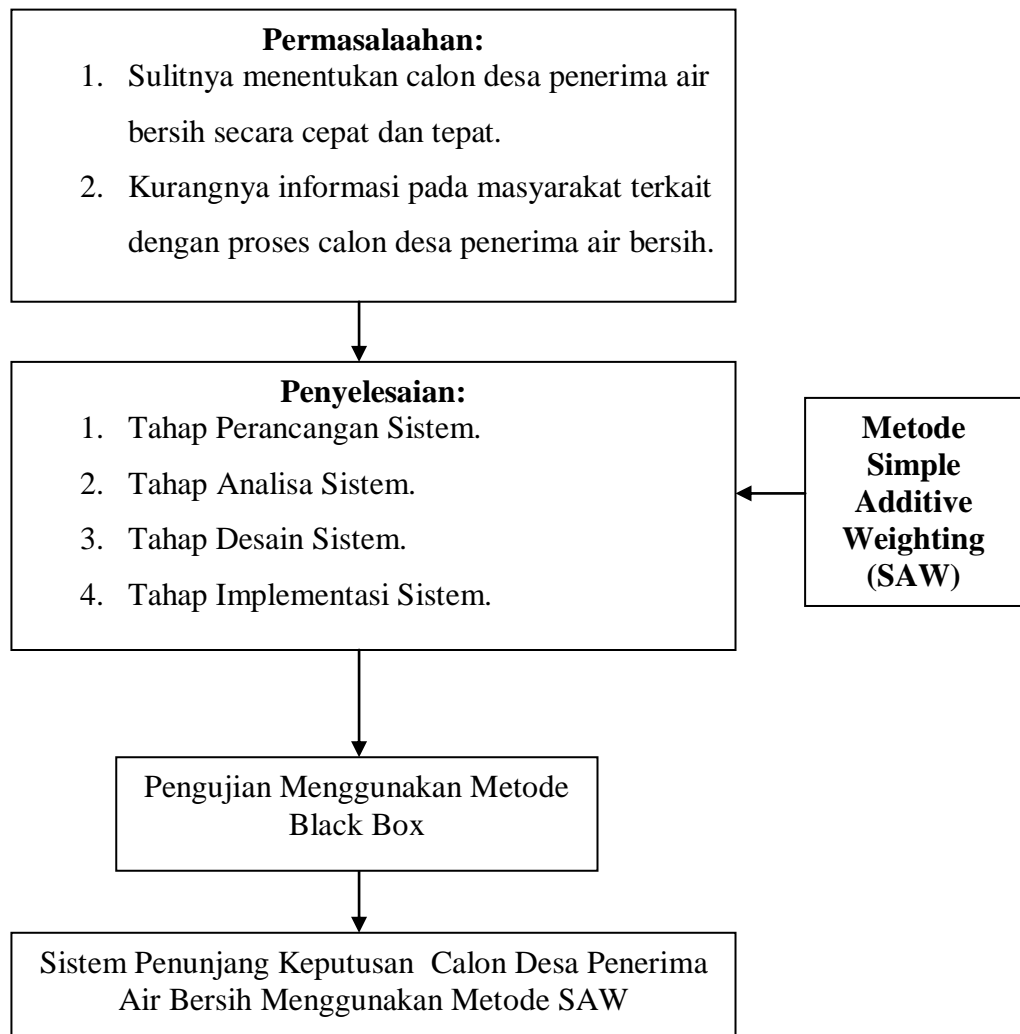 Permasalaahan:
1. Sulitnya menentukan calon desa penerima air
bersih secara cepat dan tepat.
2. Kurangnya informasi pada masyarakat terkait
dengan proses calon desa penerima air bersih.
Penyelesaian:
1. Tahap Perancangan Sistem.
2. Tahap Analisa Sistem.
3. Tahap Desain Sistem.
4. Tahap Implementasi Sistem.
Metode
Simple
Additive
Weighting
(SAW)
Pengujian Menggunakan Metode
Black Box
Sistem Penunjang Keputusan Calon Desa Penerima
Air Bersih Menggunakan Metode SAW